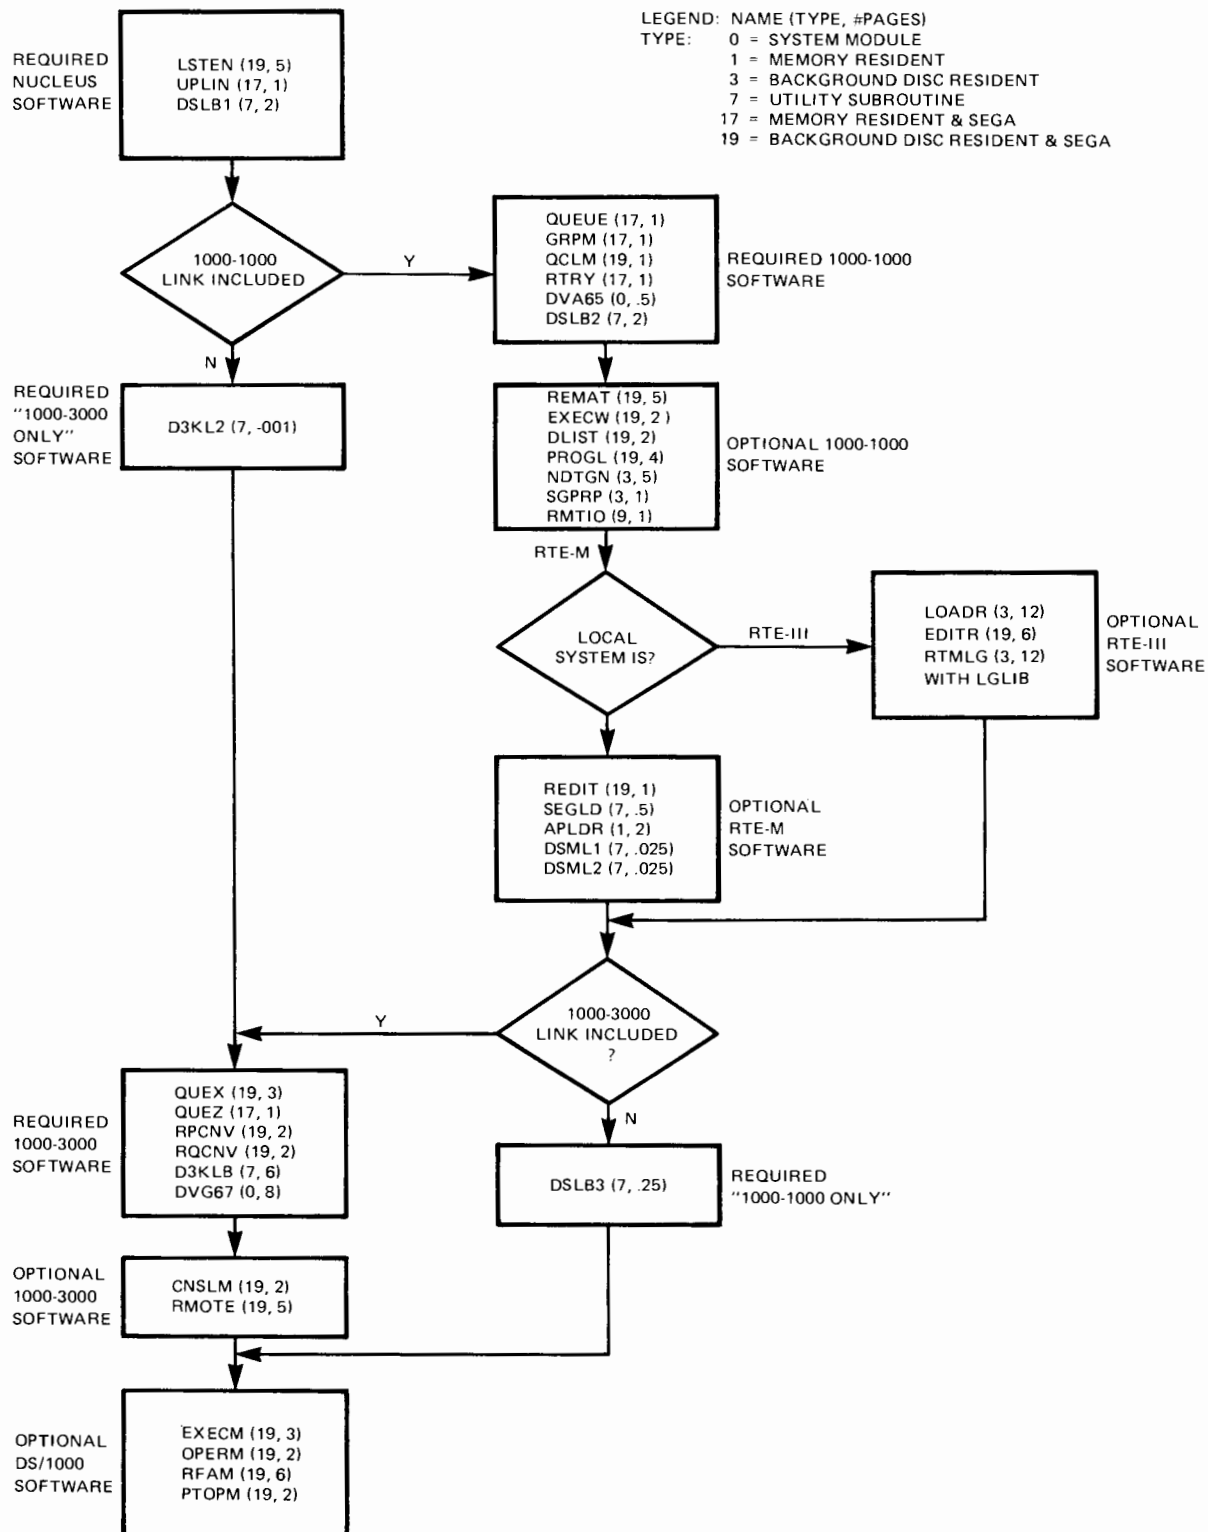 LEGEND: NAME (TYPE, #PAGES)
TYPE: 0 = SYSTEM MODULE
1 = MEMORY RESIDENT
3 = BACKGROUND DISC RESIDENT
7 = UTILITY SUBROUTINE
17 = MEMORY RESIDENT & SEGA
19 = BACKGROUND DISC RESIDENT & SEGA
REQUIRED
NUCLEUS
SOFTWARE
LSTEN (19, 5)
UPLIN (17, 1)
DSLB1 (7, 2)
1000-1000
LINK INCLUDED
Y
N
QUEUE (17, 1)
GRPM (17, 1)
QCLM (19, 1)
RTRY (17, 1)
DVA65 (0, .5)
DSLB2 (7, 2)
REQUIRED 1000-1000
SOFTWARE
REQUIRED
"1000-3000
ONLY"
SOFTWARE
D3KL2 (7, -001)
REMAT (19, 5)
EXECW (19, 2 )
DLIST (19, 2)
PROGL (19, 4)
NDTGN (3, 5)
SGPRP (3, 1)
RMTIO (9, 1)
OPTIONAL 1000-1000
SOFTWARE
RTE-M
LOCAL
SYSTEM IS?
RTE-III
LOADR (3, 12)
EDITR (19, 6)
RTMLG (3, 12)
WITH LGLIB
OPTIONAL
RTE-III
SOFTWARE
REDIT (19, 1)
SEGLD (7, .5)
APLDR (1, 2)
DSML1 (7, .025)
DSML2 (7, .025)
OPTIONAL
RTE-M
SOFTWARE
1000-3000
LINK INCLUDED
?
Y
N
REQUIRED
1000-3000
SOFTWARE
QUEX (19, 3)
QUEZ (17, 1)
RPCNV (19, 2)
RQCNV (19, 2)
D3KLB (7, 6)
DVG67 (0, 8)
DSLB3 (7, .25)
REQUIRED
"1000-1000 ONLY"
OPTIONAL
1000-3000
SOFTWARE
CNSLM (19, 2)
RMOTE (19, 5)
OPTIONAL
DS/1000
SOFTWARE
EXECM (19, 3)
OPERM (19, 2)
RFAM (19, 6)
PTOPM (19, 2)